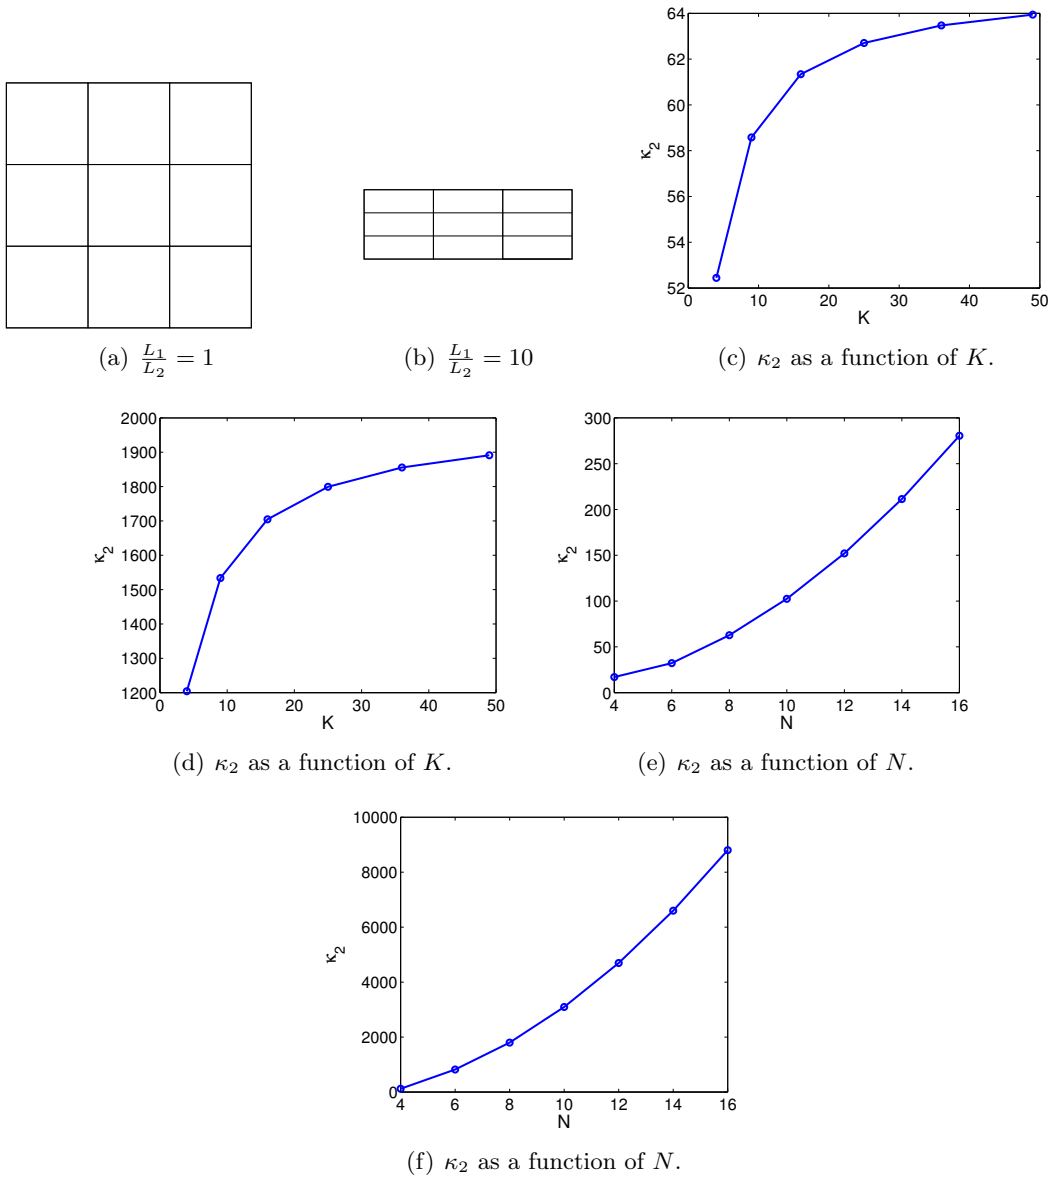 64
62
60
58
56
54
52
κ₂
0 10 20 30 40 50
K
(a) L₁/L₂ = 1
(b) L₁/L₂ = 10
(c) κ₂ as a function of K.
2000
1900
1800
1700
1600
1500
1400
1300
1200
κ₂
0 10 20 30 40 50
K
300
250
200
150
100
50
0
κ₂
4 6 8 10 12 14 16
N
(d) κ₂ as a function of K.
(e) κ₂ as a function of N.
10000
8000
6000
4000
2000
0
κ₂
4 6 8 10 12 14 16
N
(f) κ₂ as a function of N.